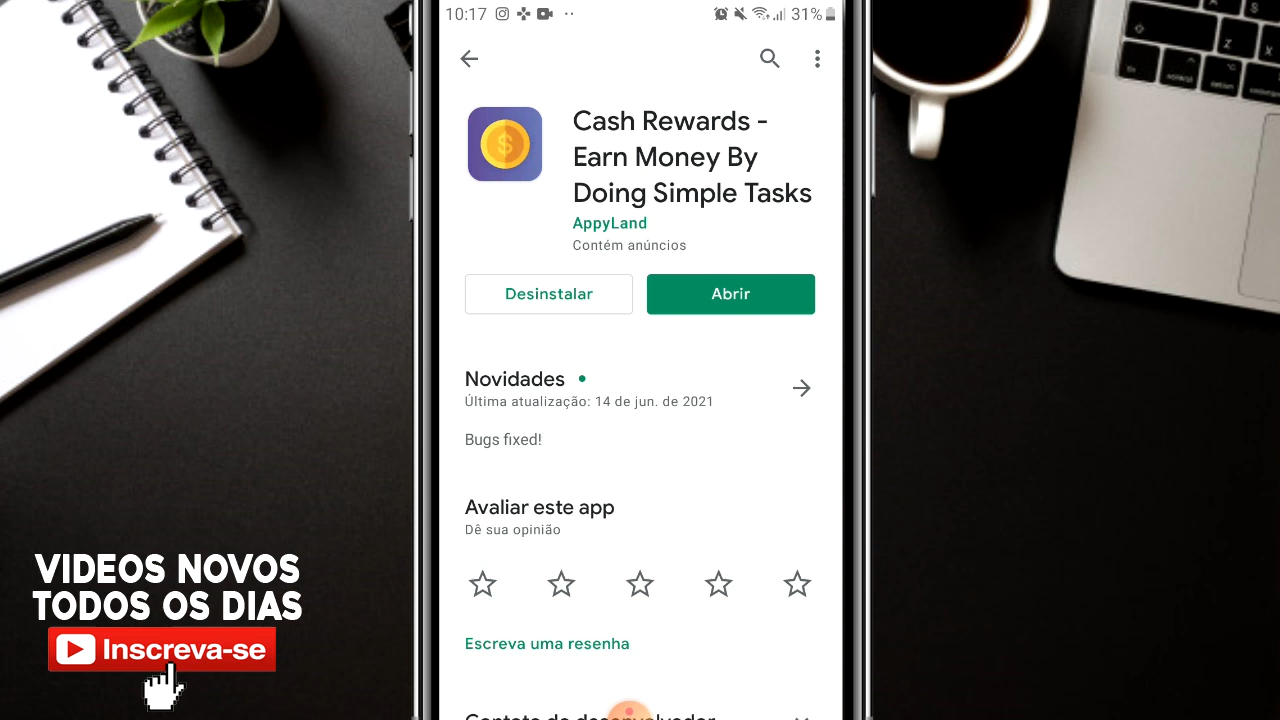 10:17
31%
Cash Rewards -
Earn Money By
Doing Simple Tasks
AppyLand
Contém anúncios
Desinstalar
Abrir
Novidades
Última atualização: 14 de jun. de 2021
Bugs fixed!
Avaliar este app
Dê sua opinião
Escreva uma resenha
VIDEOS NOVOS
TODOS OS DIAS
Inscreva-se